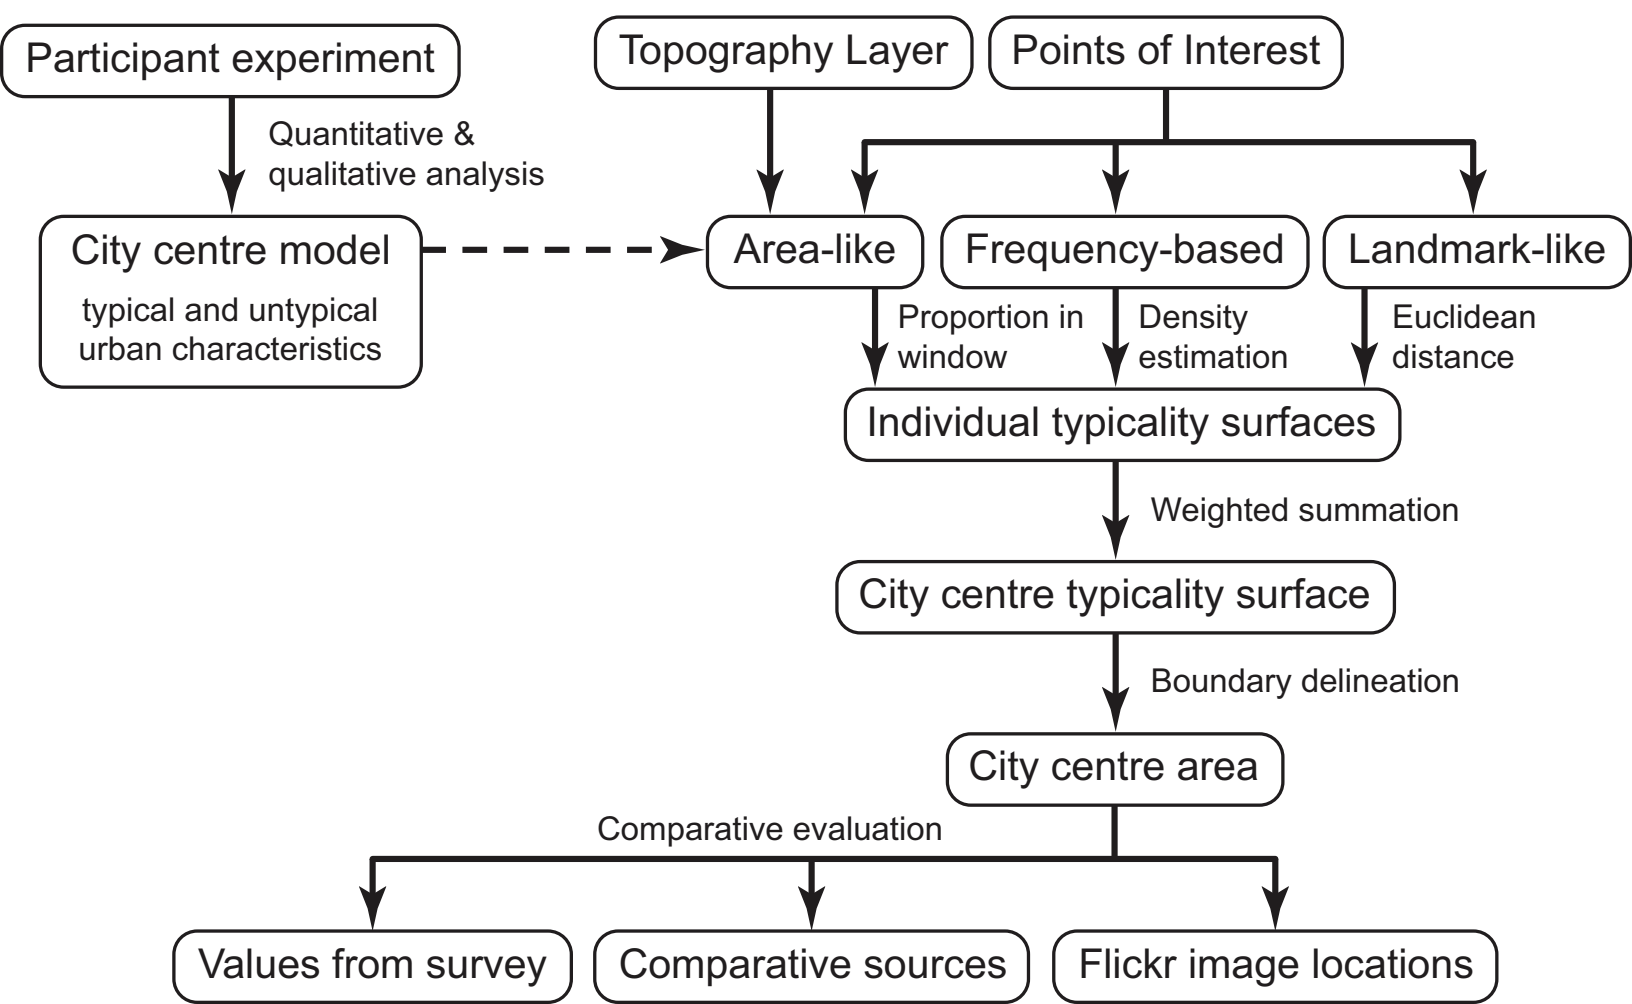 Participant experiment
Topography Layer
Points of Interest
Quantitative &
qualitative analysis
City centre model
typical and untypical
urban characteristics
Area-like
Frequency-based
Landmark-like
Proportion in
window
Density
estimation
Euclidean
distance
Individual typicality surfaces
Weighted summation
City centre typicality surface
Boundary delineation
City centre area
Comparative evaluation
Values from survey
Comparative sources
Flickr image locations